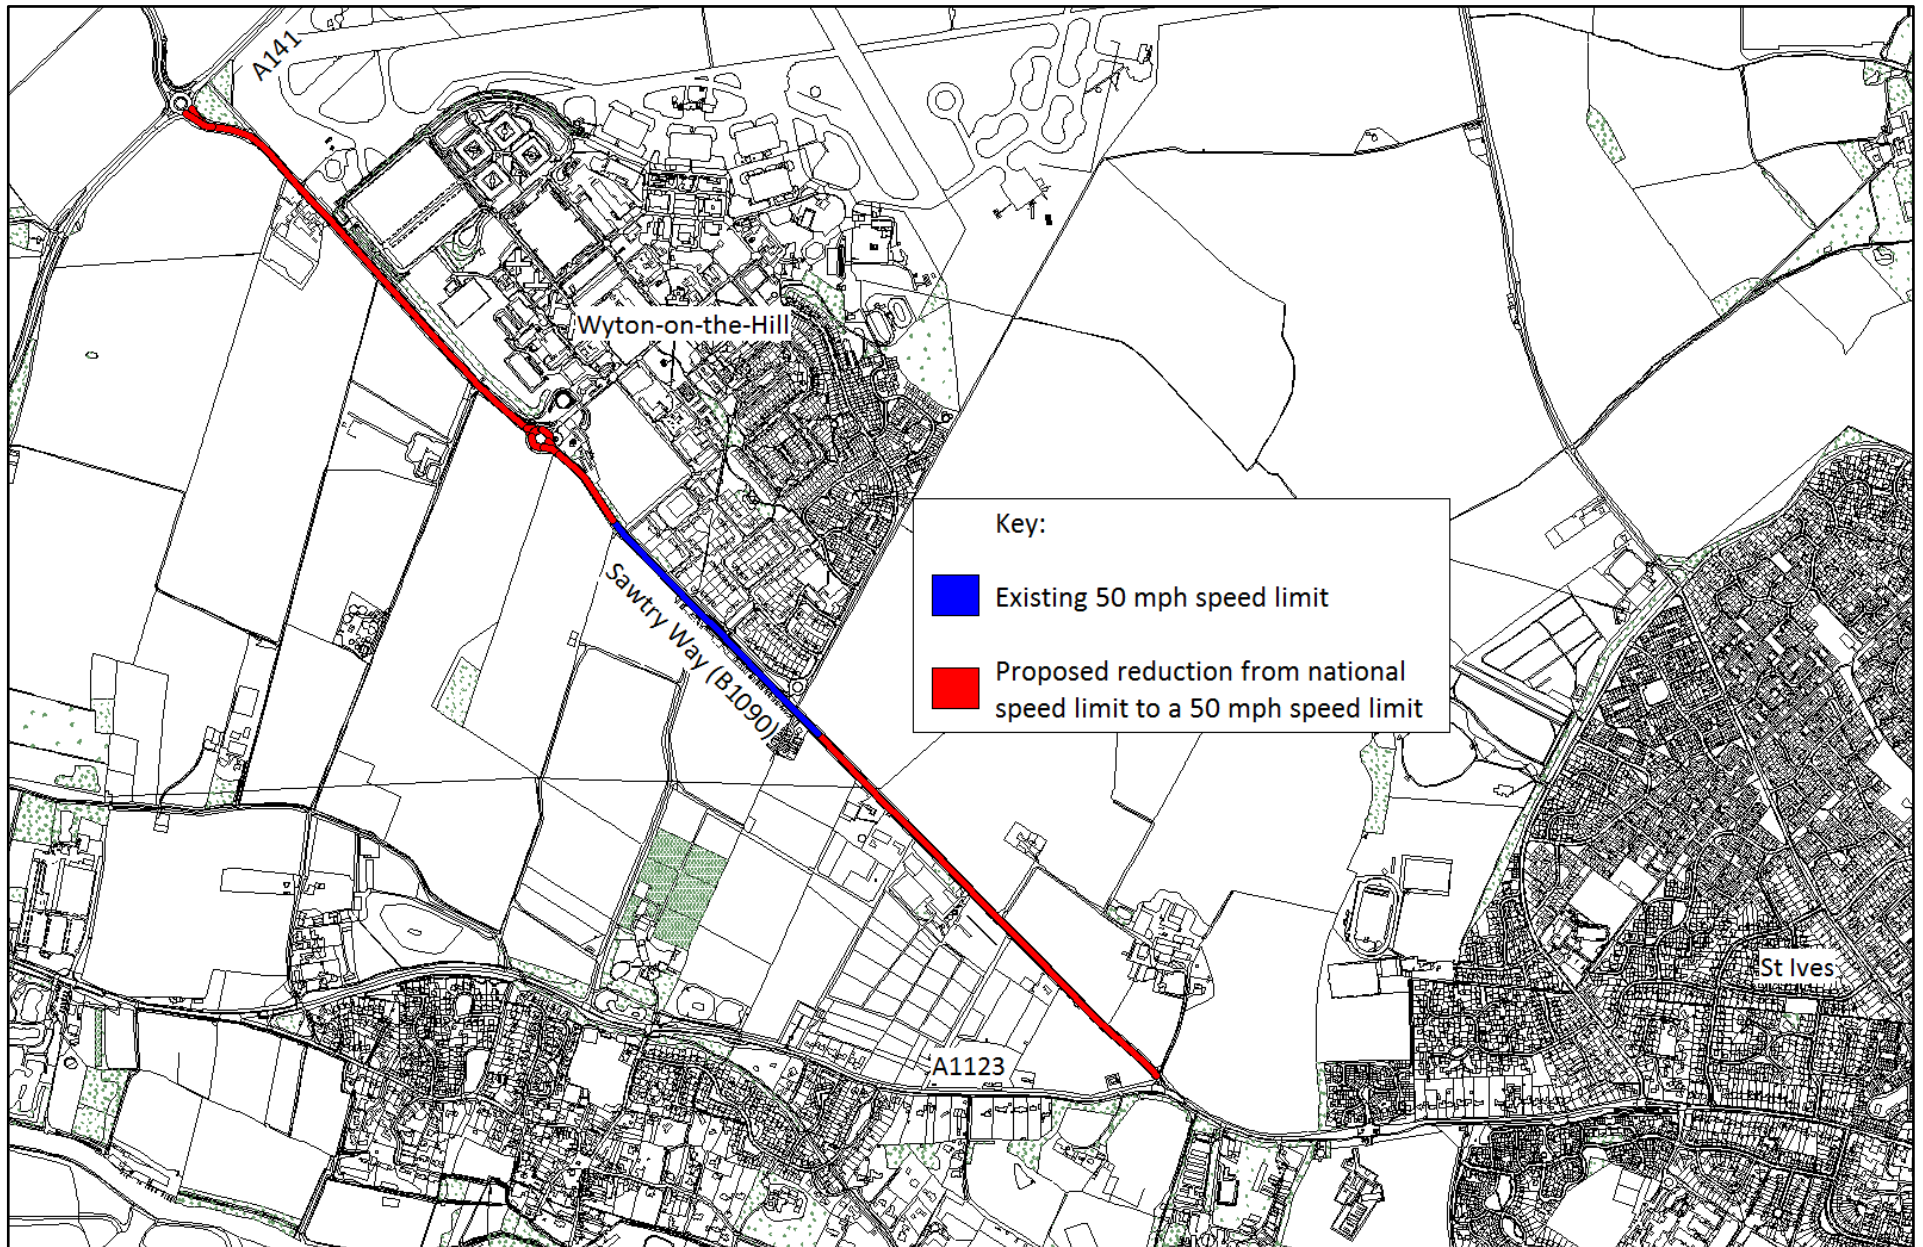 A141
Wyton-on-the-Hill
Key:
Existing 50 mph speed limit
Proposed reduction from national
speed limit to a 50 mph speed limit
Sawtry Way (B1090)
St Ives
A1123